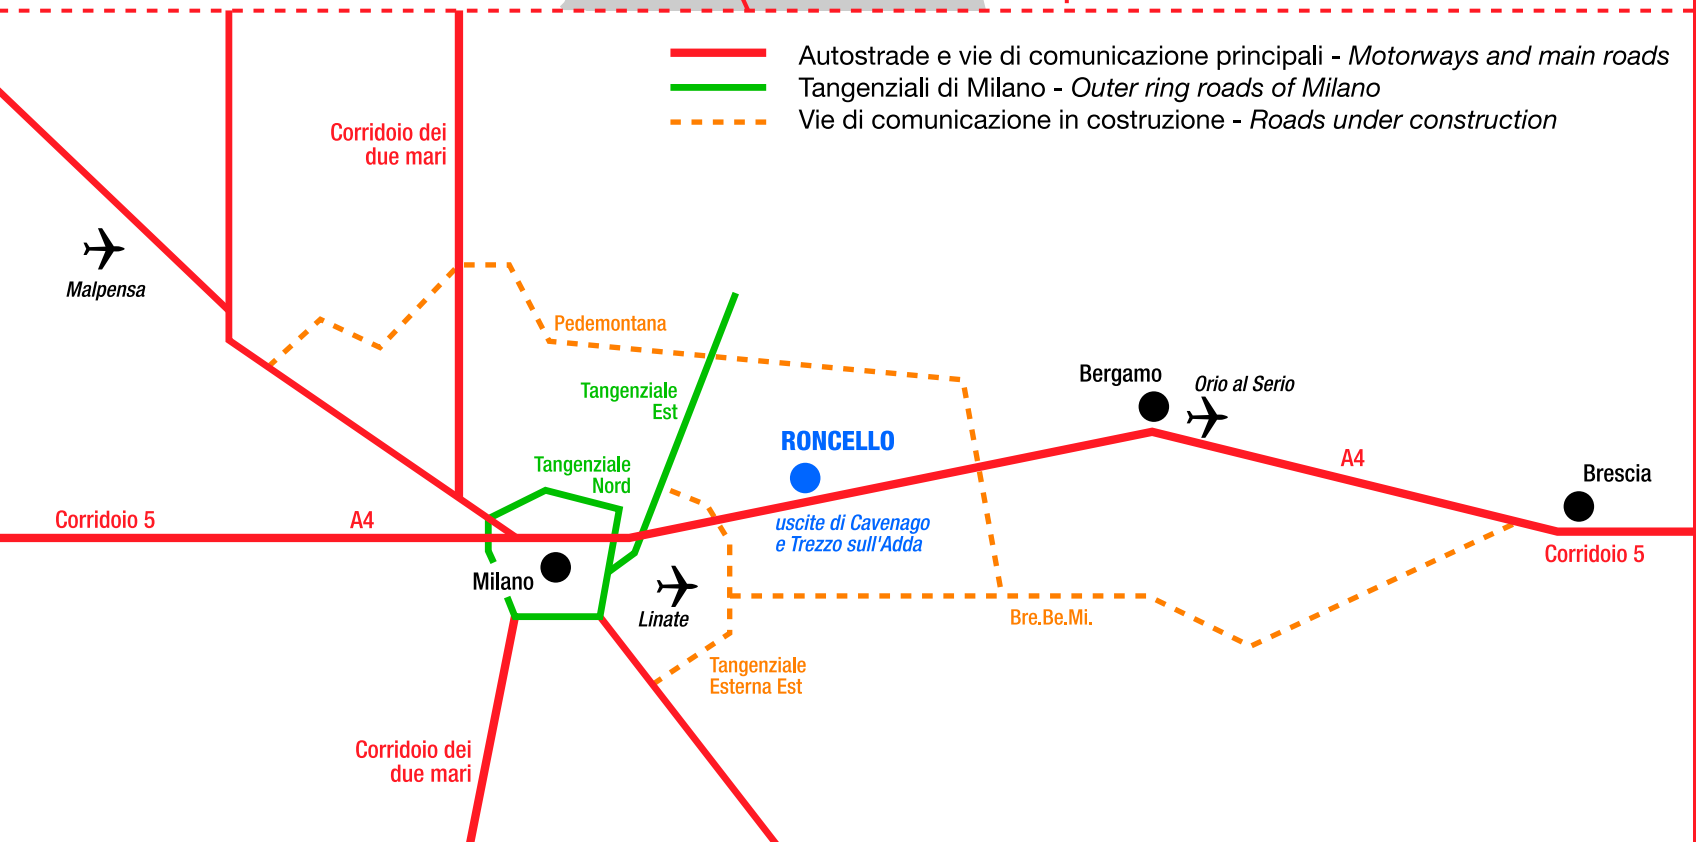 Autostrade e vie di comunicazione principali - Motorways and main roads
Tangenziali di Milano - Outer ring roads of Milano
Vie di comunicazione in costruzione - Roads under construction
Corridoio dei
due mari
Malpensa
Pedemontana
Tangenziale
Est
Bergamo
Orio al Serio
RONCELLO
Tangenziale
Nord
A4
Brescia
Corridoio 5
A4
uscite di Cavenago
e Trezzo sull'Adda
Corridoio 5
Milano
Linate
Bre.Be.Mi.
Tangenziale
Esterna Est
Corridoio dei
due mari